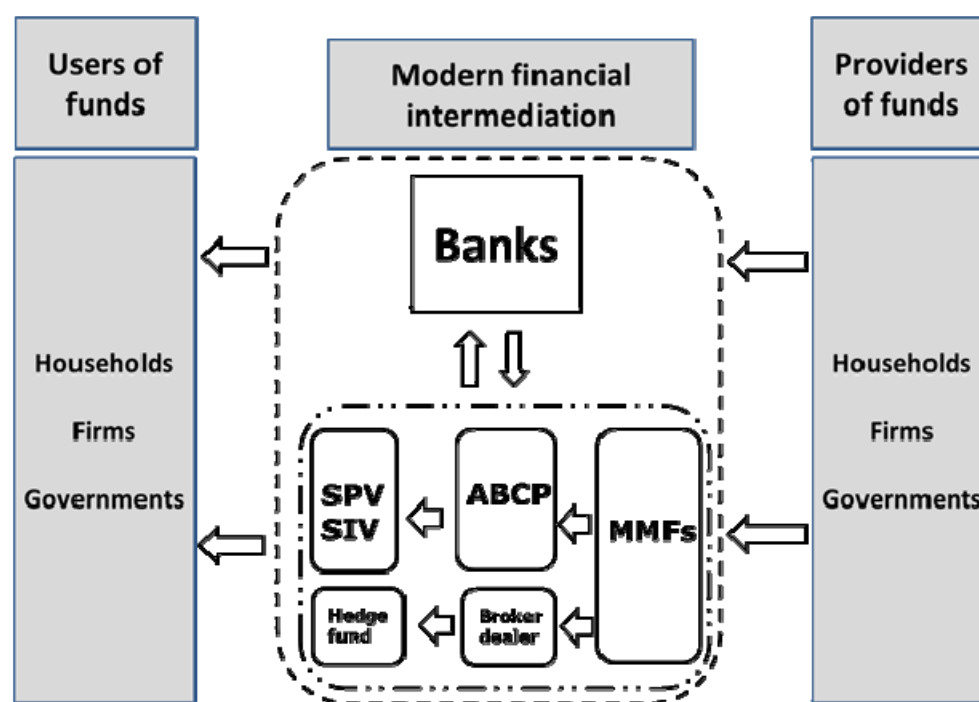 Users of
funds
Modern financial
intermediation
Providers
of funds
Households
Firms
Governments
Banks
SPV
SIV
ABCP
MMFs
Hedge
fund
Broker
dealer
Households
Firms
Governments